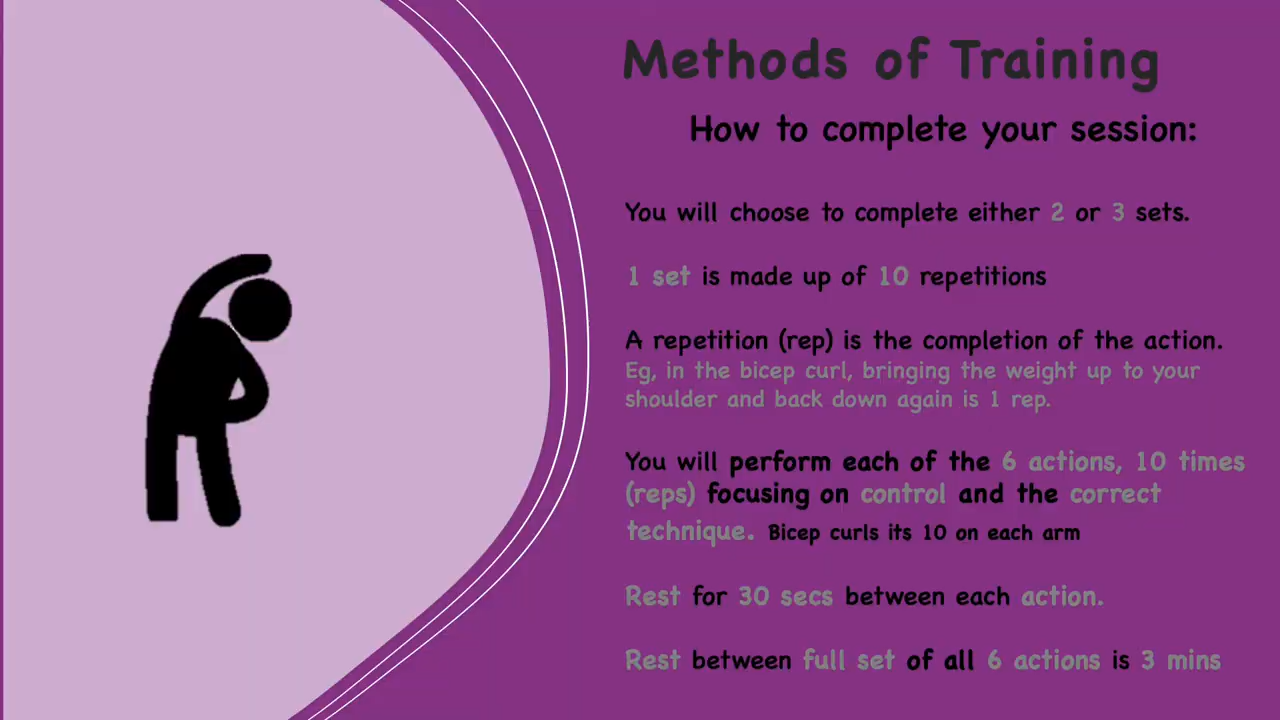 Methods of Training
How to complete your session:
You will choose to complete either 2 or 3 sets.
1 set is made up of 10 repetitions
A repetition (rep) is the completion of the action.
Eg, in the bicep curl, bringing the weight up to your
shoulder and back down again is 1 rep.
You will perform each of the 6 actions, 10 times
(reps) focusing on control and the correct
technique. Bicep curls its 10 on each arm
Rest for 30 secs between each action.
Rest between full set of all 6 actions is 3 mins